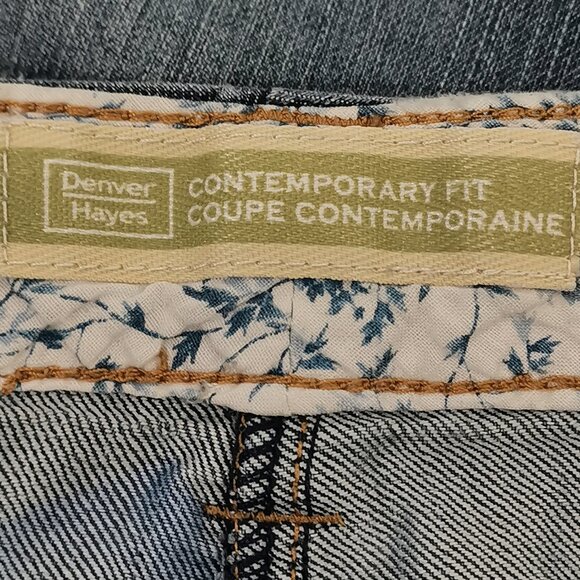 Denver
Hayes
CONTEMPORARY FIT
COUPE CONTEMPORAINE